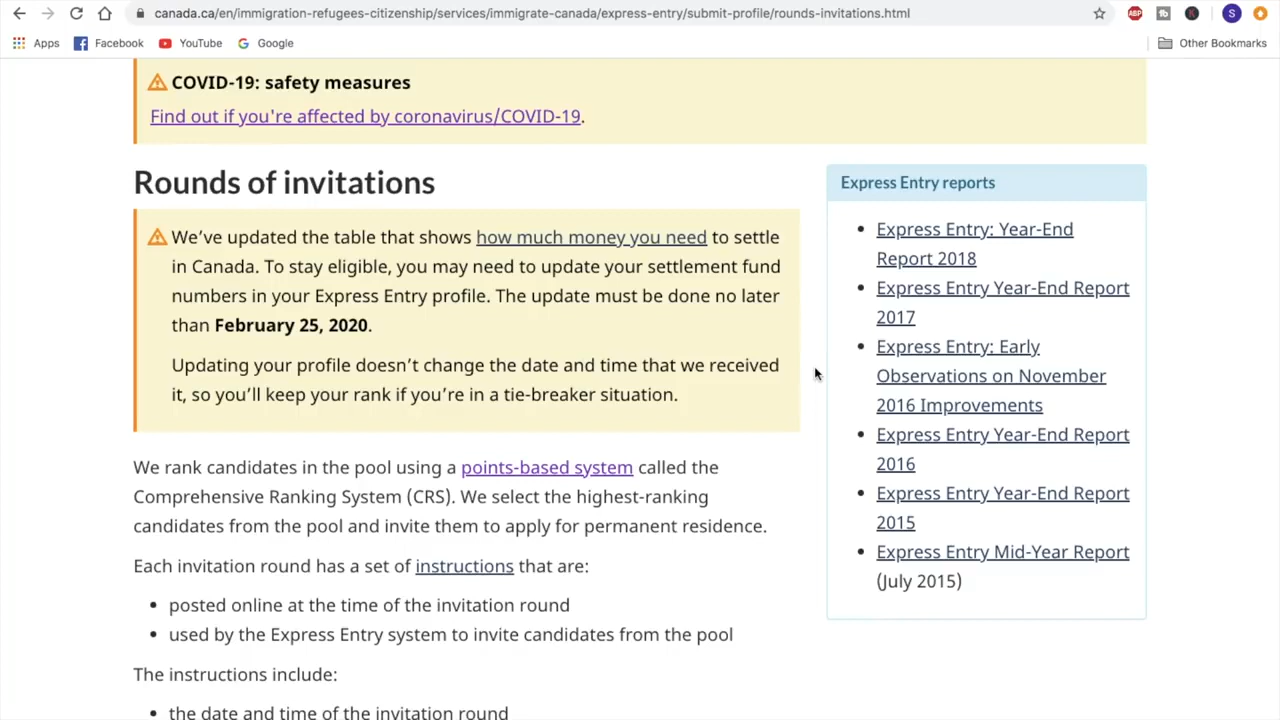 canada.ca/en/immigration-refugees-citizenship/services/immigrate-canada/express-entry/submit-profile/rounds-invitations.html
ABP
S
Apps
Facebook
YouTube
Google
Other Bookmarks
COVID-19: safety measures
Find out if you're affected by coronavirus/COVID-19.
Rounds of invitations
We've updated the table that shows how much money you need to settle
in Canada. To stay eligible, you may need to update your settlement fund
numbers in your Express Entry profile. The update must be done no later
than February 25, 2020.
Updating your profile doesn't change the date and time that we received
it, so you'll keep your rank if you're in a tie-breaker situation.
We rank candidates in the pool using a points-based system called the
Comprehensive Ranking System (CRS). We select the highest-ranking
candidates from the pool and invite them to apply for permanent residence.
Each invitation round has a set of instructions that are:
• posted online at the time of the invitation round
• used by the Express Entry system to invite candidates from the pool
The instructions include:
• the date and time of the invitation round
Express Entry reports
• Express Entry: Year-End
Report 2018
• Express Entry Year-End Report
2017
• Express Entry: Early
Observations on November
2016 Improvements
• Express Entry Year-End Report
2016
• Express Entry Year-End Report
2015
• Express Entry Mid-Year Report
(July 2015)